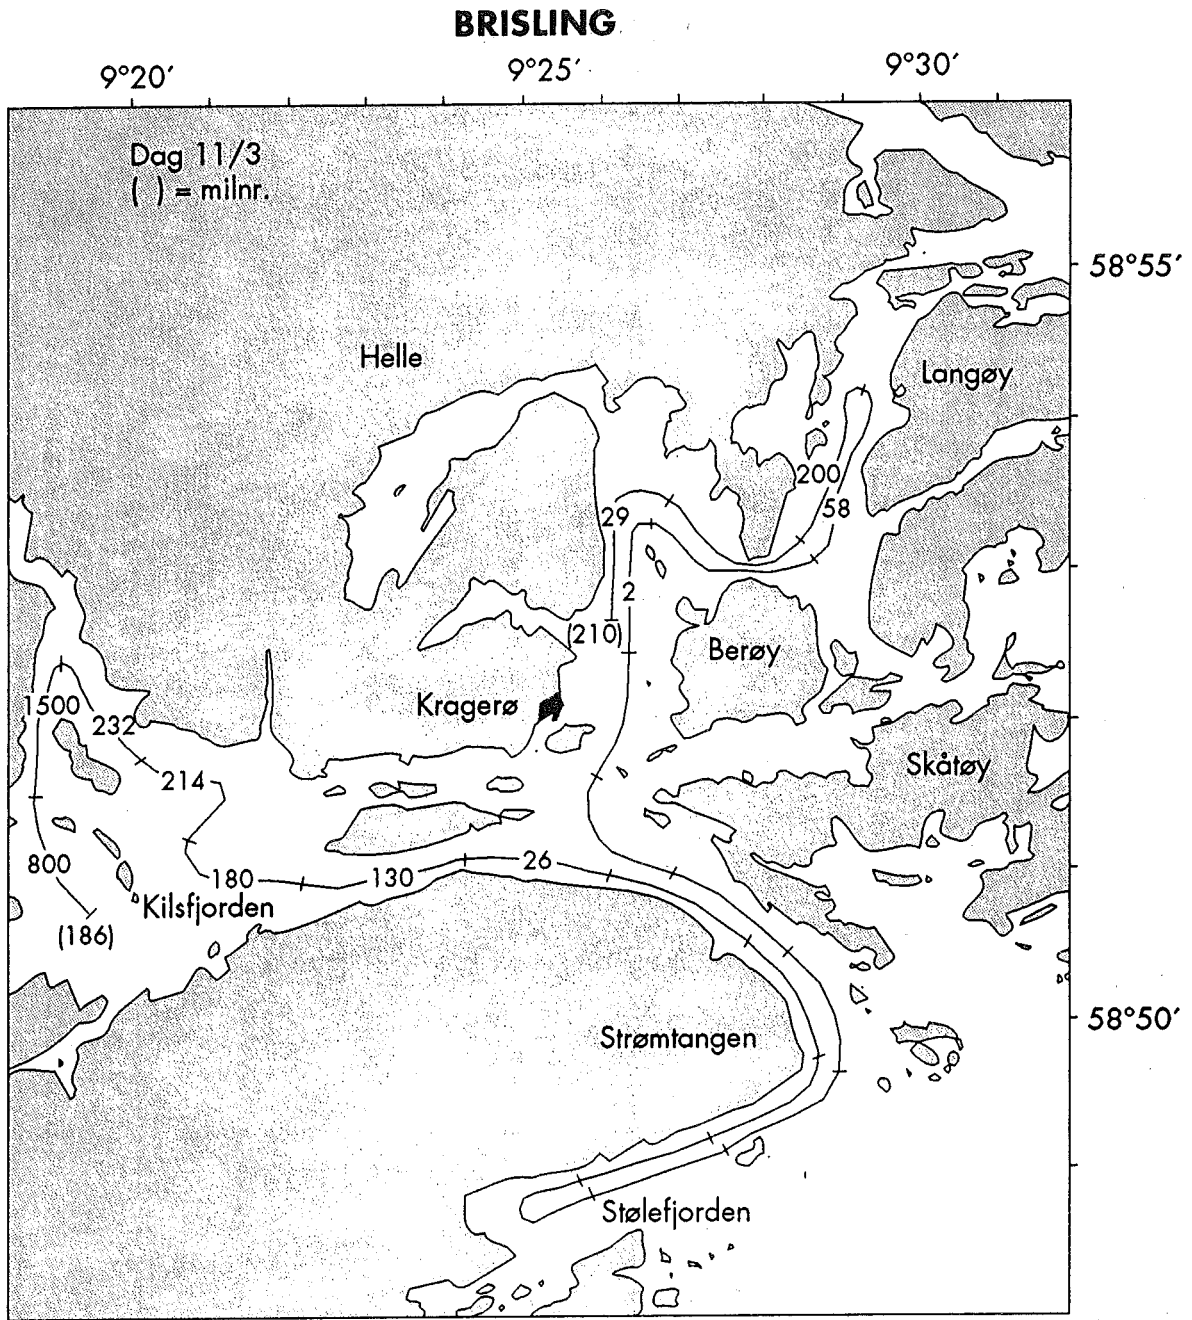 BRISLING
9°20′
9°25′
9°30′
Dag 11/3
( ) = milnr.
58°55′
Helle
Langøy
200
58
29
2
(210)
Berøy
1500
Kragerø
232
Skåtøy
214
800
26
180
130
Kilsfjorden
(186)
58°50′
Strømtangen
Stølefjorden